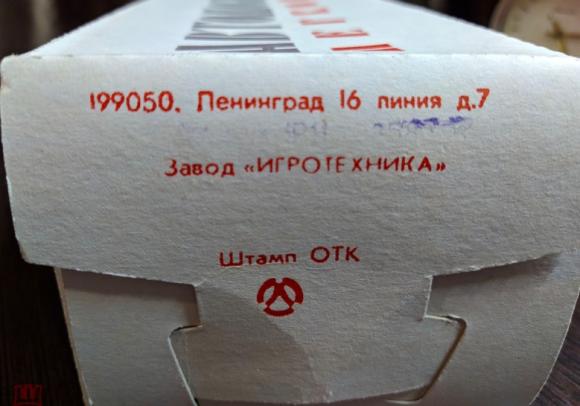 199050. Ленинград 16 линия д.7
Завод «ИГРОТЕХНИКА»
Штамп ОТК